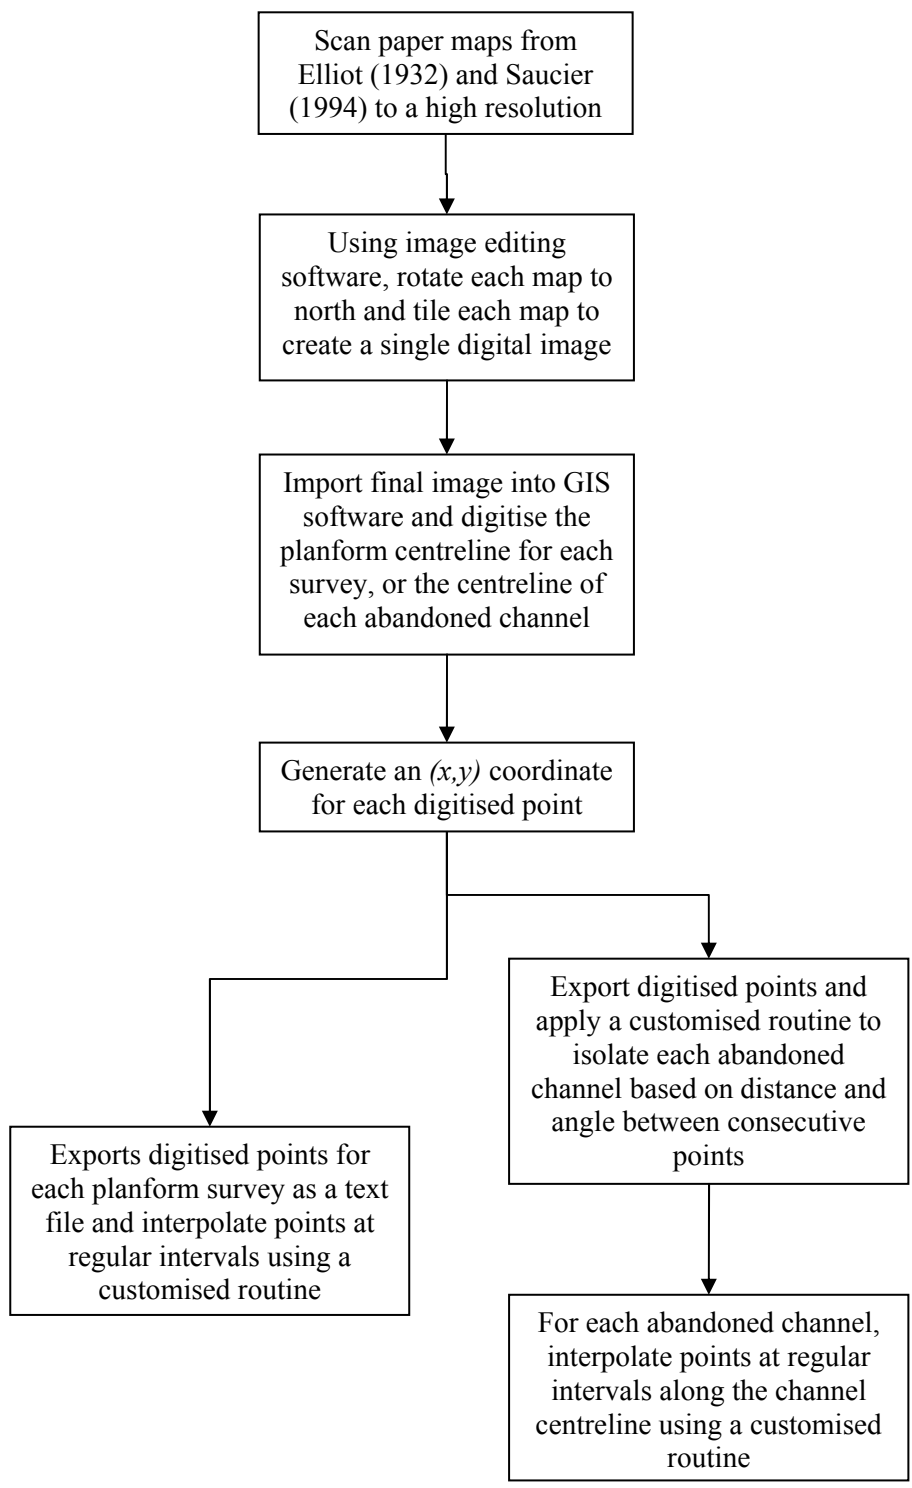 Scan paper maps from
Elliot (1932) and Saucier
(1994) to a high resolution
Using image editing
software, rotate each map to
north and tile each map to
create a single digital image
Import final image into GIS
software and digitise the
planform centreline for each
survey, or the centreline of
each abandoned channel
Generate an (x,y) coordinate
for each digitised point
Exports digitised points for
each planform survey as a text
file and interpolate points at
regular intervals using a
customised routine
Export digitised points and
apply a customised routine to
isolate each abandoned
channel based on distance and
angle between consecutive
points
For each abandoned channel,
interpolate points at regular
intervals along the channel
centreline using a customised
routine